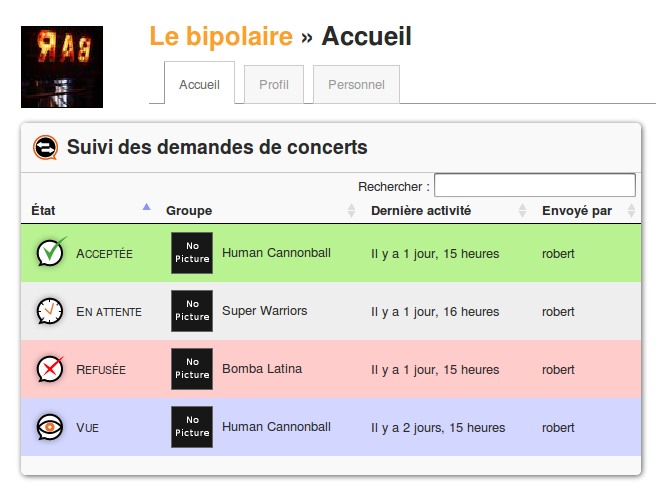 BAR
Le bipolaire » Accueil
Accueil Profil Personnel
Suivi des demandes de concerts
Rechercher :
État Groupe Dernière activité Envoyé par
ACCEPTÉE No Picture Human Cannonball Il y a 1 jour, 15 heures robert
EN ATTENTE No Picture Super Warriors Il y a 1 jour, 16 heures robert
REFUSÉE No Picture Bomba Latina Il y a 1 jour, 15 heures robert
VUE No Picture Human Cannonball Il y a 2 jours, 15 heures robert